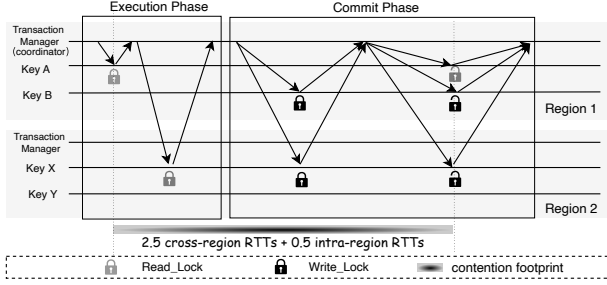 Execution Phase
Commit Phase
Transaction
Manager
(coordinator)
Key A
Key B
Region 1
Transaction
Manager
Key X
Key Y
Region 2
2.5 cross-region RTTs + 0.5 intra-region RTTs
Read_Lock
Write_Lock
contention footprint